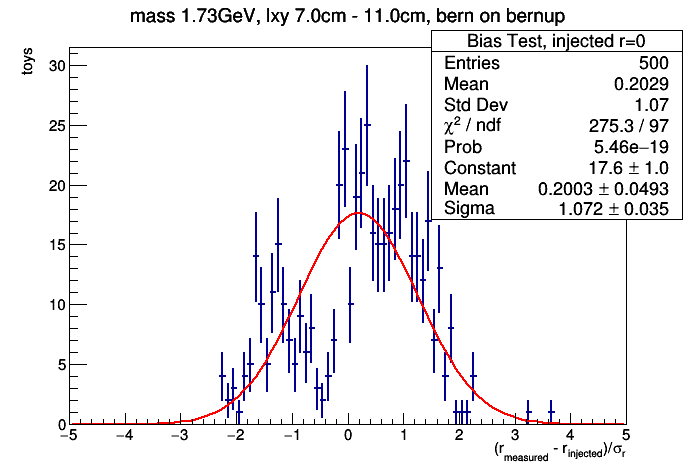 mass 1.73GeV, lxy 7.0cm - 11.0cm, bern on bernup
toys
Bias Test, injected r=0
Entries 500
Mean 0.2029
Std Dev 1.07
χ² / ndf 275.3 / 97
Prob 5.46e−19
Constant 17.6 ± 1.0
Mean 0.2003 ± 0.0493
Sigma 1.072 ± 0.035
30
25
20
15
10
5
0
−5 −4 −3 −2 −1 0 1 2 3 4 5
(r_measured - r_injected)/σ_r